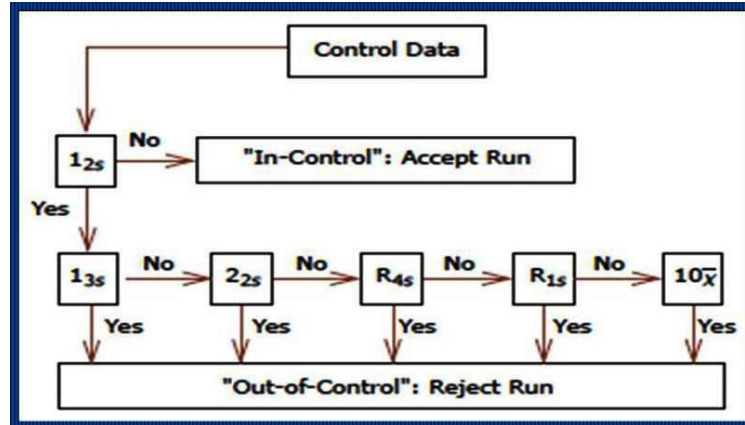 Control Data
No
1₂ₛ
"In-Control": Accept Run
Yes
No No No No
1₃ₛ 2₂ₛ R₄ₛ R₁ₛ 10x̅
Yes Yes Yes Yes Yes
"Out-of-Control": Reject Run